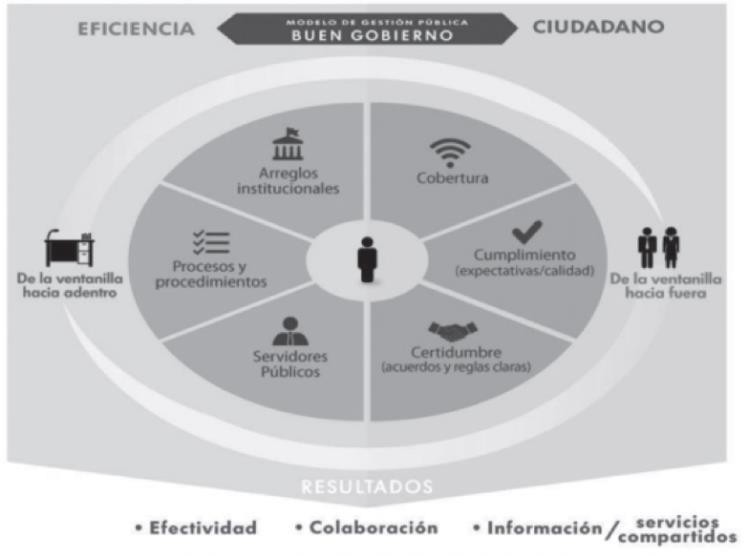 EFICIENCIA
MODELO DE GESTIÓN PÚBLICA
BUEN GOBIERNO
CIUDADANO
Arreglos
institucionales
Cobertura
Procesos y
procedimientos
Cumplimiento
(expectativas/calidad)
De la ventanilla
hacia adentro
De la ventanilla
hacia fuera
Servidores
Públicos
Certidumbre
(acuerdos y reglas claras)
RESULTADOS
• Efectividad • Colaboración • Información/servicios
compartidos